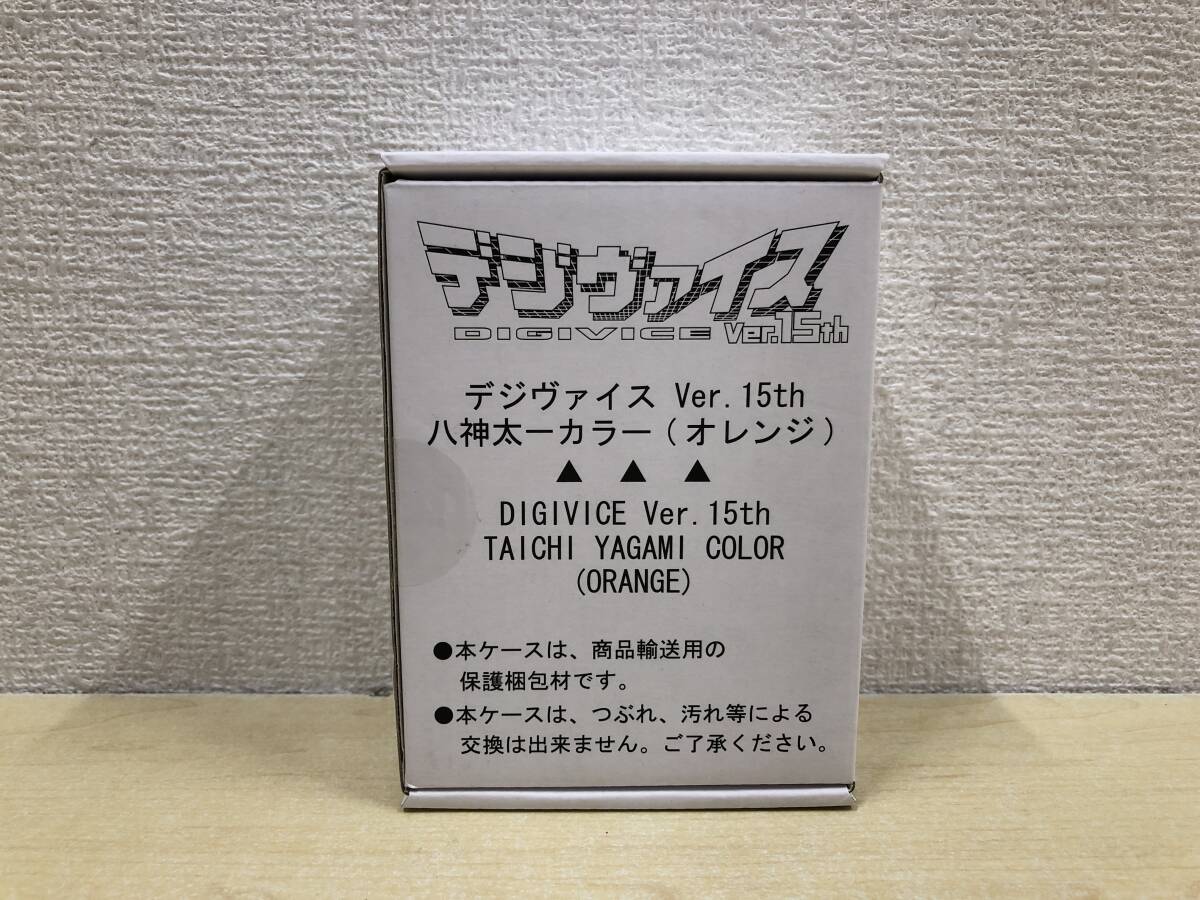 デジヴァイス
DIGIVICE Ver.15th
デジヴァイス Ver.15th
八神太一カラー(オレンジ)
▲ ▲ ▲
DIGIVICE Ver.15th
TAICHI YAGAMI COLOR
(ORANGE)
●本ケースは、商品輸送用の
保護梱包材です。
●本ケースは、つぶれ、汚れ等による
交換は出来ません。ご了承ください。